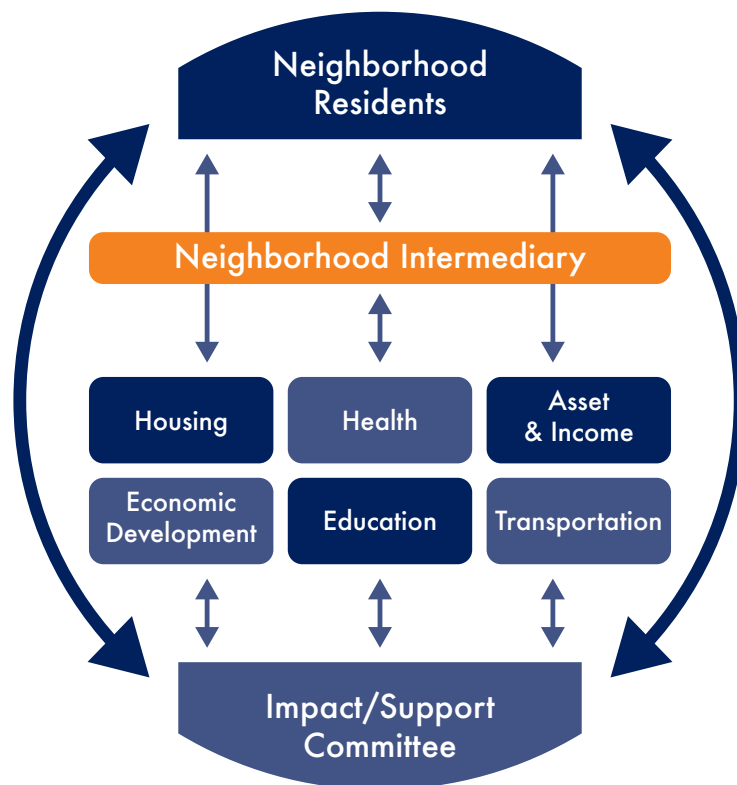 Neighborhood
Residents
Neighborhood Intermediary
Housing
Health
Asset
& Income
Economic
Development
Education
Transportation
Impact/Support
Committee